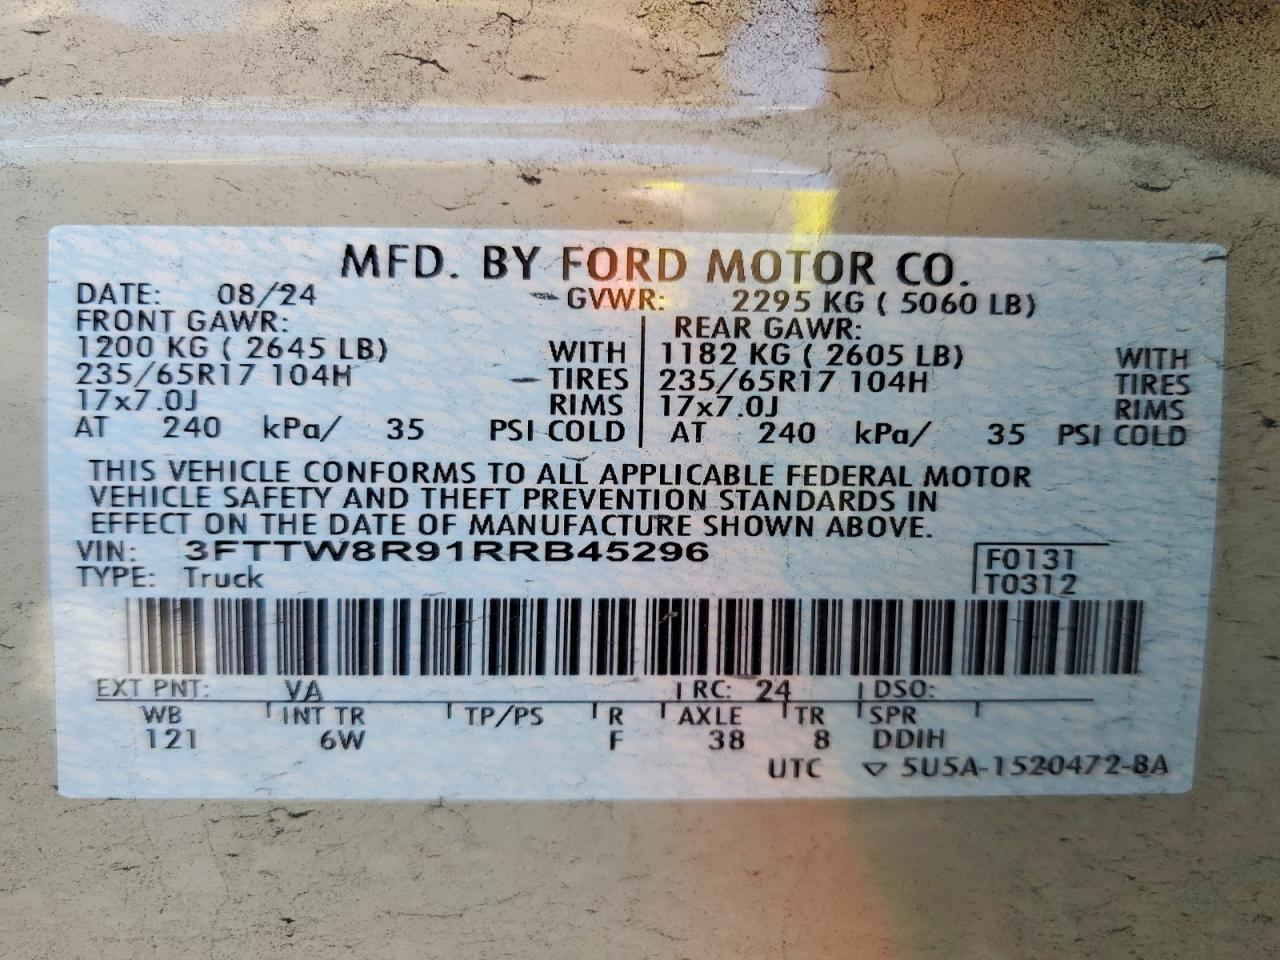 MFD. BY FORD MOTOR CO.
DATE: 08/24 GVWR: 2295 KG ( 5060 LB)
FRONT GAWR: REAR GAWR:
1200 KG ( 2645 LB) WITH 1182 KG ( 2605 LB) WITH
235/65R17 104H TIRES 235/65R17 104H TIRES
17x7.0J RIMS 17x7.0J RIMS
AT 240 kPa/ 35 PSI COLD AT 240 kPa/ 35 PSI COLD
THIS VEHICLE CONFORMS TO ALL APPLICABLE FEDERAL MOTOR
VEHICLE SAFETY AND THEFT PREVENTION STANDARDS IN
EFFECT ON THE DATE OF MANUFACTURE SHOWN ABOVE.
VIN: 3FTTW8R91RRB45296 F0131
TYPE: Truck T0312
EXT PNT: VA RC: 24 DSO:
WB INT TR TP/PS R AXLE TR SPR
121 6W F 38 8 DDIH
UTC ▽ 5U5A-1520472-BA